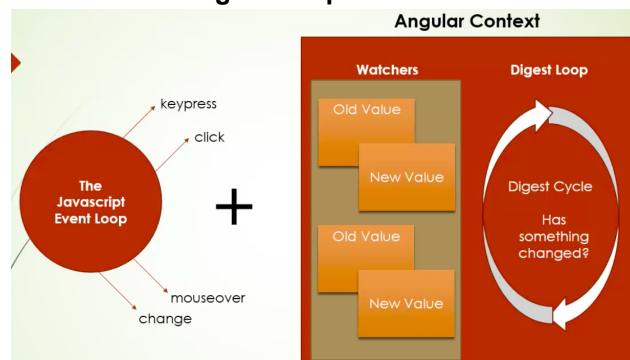 Angular Context
The
Javascript
Event Loop
keypress
click
mouseover
change
+
Watchers
Old Value
New Value
Old Value
New Value
Digest Loop
Digest Cycle
Has
something
changed?